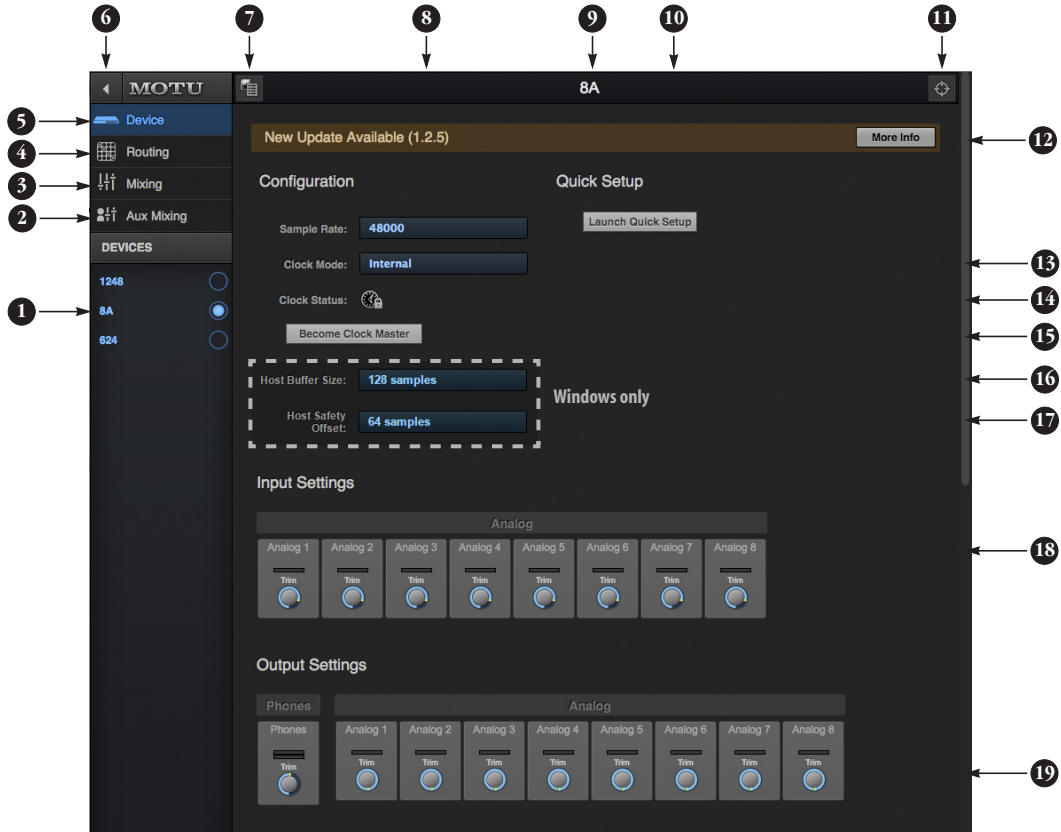 6 7 8 9 10 11
MOTU 8A
5 Device
4 Routing
3 Mixing
2 Aux Mixing
DEVICES
1248
1 8A
624
New Update Available (1.2.5) More Info 12
Configuration Quick Setup
Sample Rate: 48000 Launch Quick Setup
Clock Mode: Internal 13
Clock Status: 14
Become Clock Master 15
Host Buffer Size: 128 samples 16
Windows only
Host Safety
Offset: 64 samples 17
Input Settings
Analog
Analog 1 Analog 2 Analog 3 Analog 4 Analog 5 Analog 6 Analog 7 Analog 8 18
Trim Trim Trim Trim Trim Trim Trim Trim
Output Settings
Phones Analog
Phones Analog 1 Analog 2 Analog 3 Analog 4 Analog 5 Analog 6 Analog 7 Analog 8
Trim Trim Trim Trim Trim Trim Trim Trim Trim 19